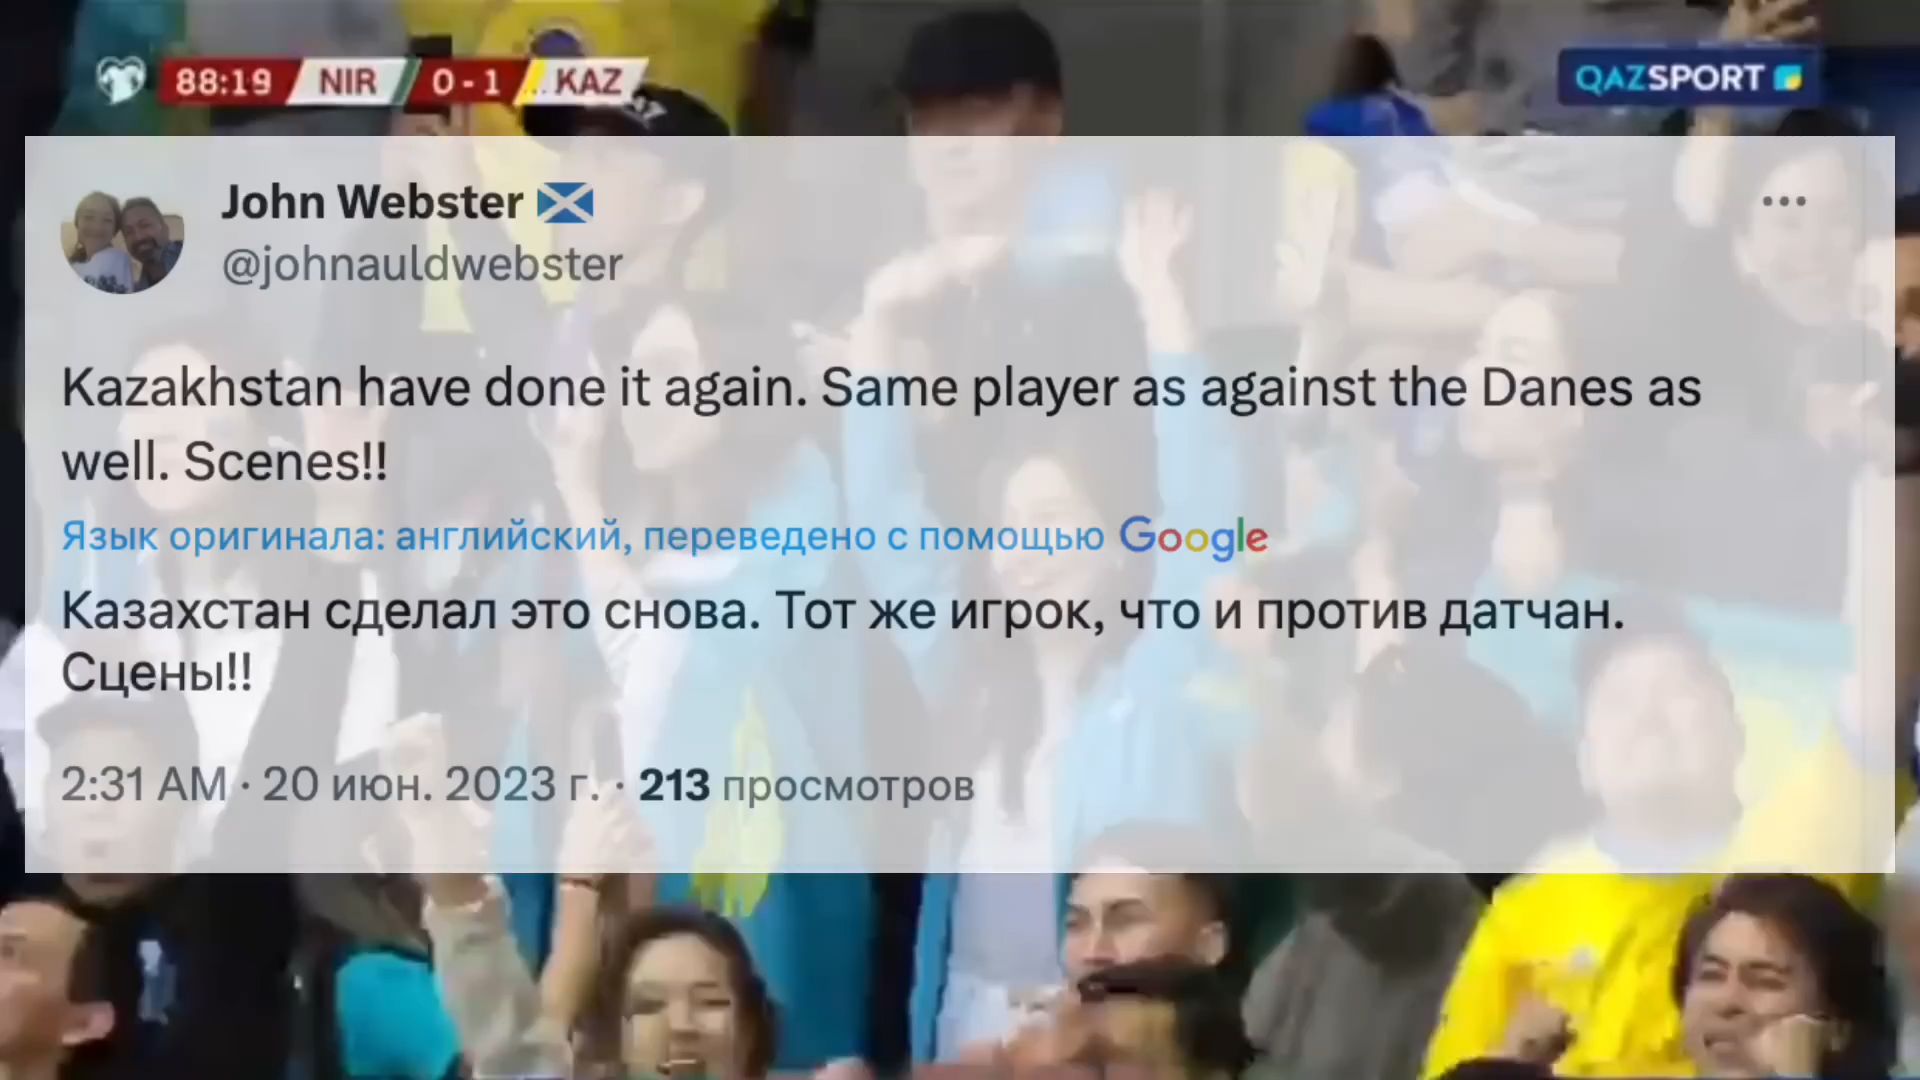 88:19 NIR 0-1 KAZ
QAZSPORT
John Webster
@johnauldwebster
Kazakhstan have done it again. Same player as against the Danes as
well. Scenes!!
Язык оригинала: английский, переведено с помощью Google
Казахстан сделал это снова. Тот же игрок, что и против датчан.
Сцены!!
2:31 AM · 20 июн. 2023 г. · 213 просмотров